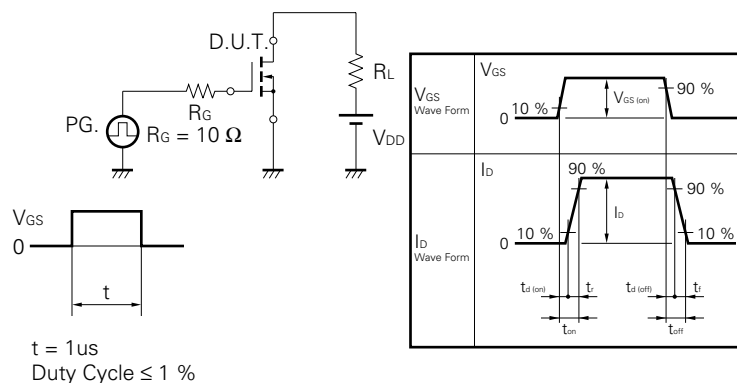 D.U.T.
RL
RG
PG.
RG = 10 Ω
VDD
VGS
0
t
t = 1us
Duty Cycle ≤ 1 %
VGS
Wave Form
VGS
10 %
VGS (on)
90 %
0
ID
Wave Form
ID
90 %
90 %
10 %
ID
10 %
0
td (on)
tr
td (off)
tf
ton
toff